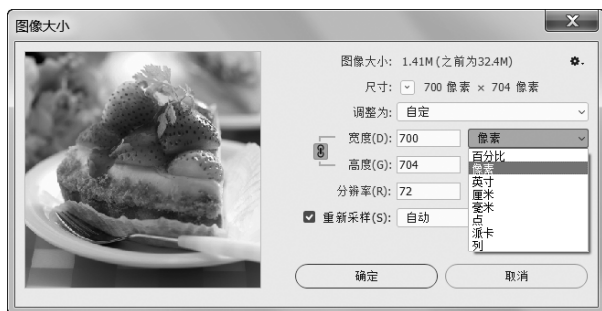 图像大小
图像大小: 1.41M (之前为32.4M)
尺寸: 700 像素 × 704 像素
调整为: 自定
宽度(D): 700 像素
百分比
像素
高度(G): 704
英寸
厘米
分辨率(R): 72
毫米
点
重新采样(S): 自动
派卡
列
确定 取消